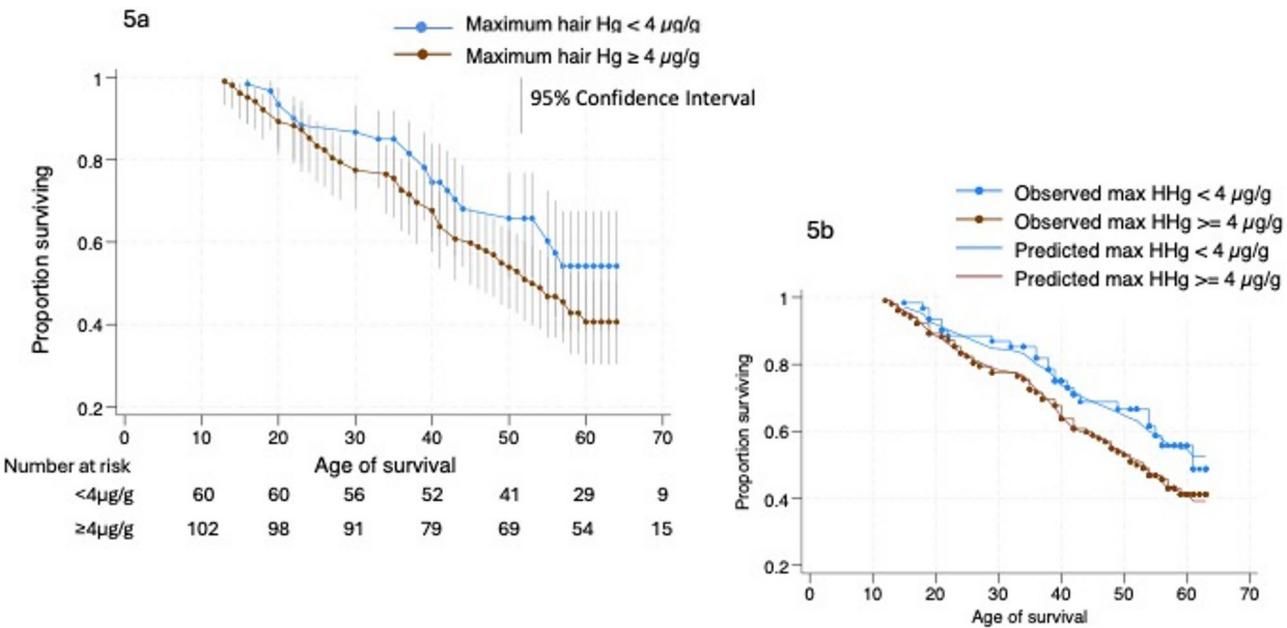 5a
Maximum hair Hg < 4 µg/g
Maximum hair Hg ≥ 4 µg/g
95% Confidence Interval
Proportion surviving
1
0.8
0.6
0.4
0.2
0 10 20 30 40 50 60 70
Number at risk
Age of survival
<4µg/g 60 60 56 52 41 29 9
≥4µg/g 102 98 91 79 69 54 15
5b
Observed max HHg < 4 µg/g
Observed max HHg >= 4 µg/g
Predicted max HHg < 4 µg/g
Predicted max HHg >= 4 µg/g
Proportion surviving
1
0.8
0.6
0.4
0.2
0 10 20 30 40 50 60 70
Age of survival